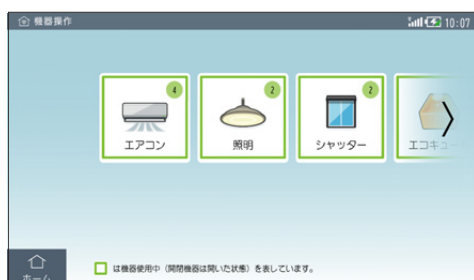 機器操作
10:07
4
2
2
エアコン
照明
シャッター
エコキュー
ホーム
は機器使用中（開閉機器は開いた状態）を表しています。